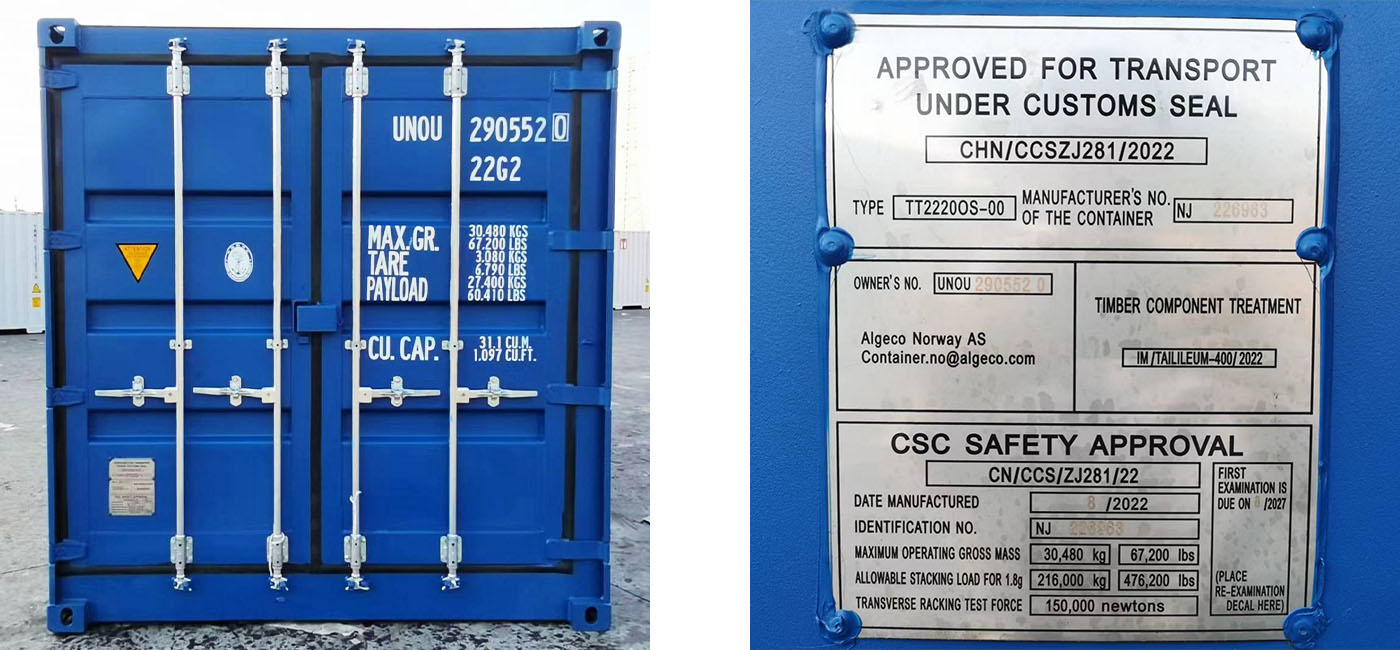 UNOU 290552 0
22G2
MAX.GR. 30.480 KGS
67.200 LBS
TARE 3.080 KGS
6.790 LBS
PAYLOAD 27.400 KGS
60.410 LBS
CU. CAP. 31.1 CU.M.
1.097 CU.FT.
APPROVED FOR TRANSPORT
UNDER CUSTOMS SEAL
CHN/CCSZJ281/2022
TYPE TT2220OS-00 MANUFACTURER'S NO.
OF THE CONTAINER NJ 226963
OWNER'S NO. UNOU 290552 0
Algeco Norway AS
Container.no@algeco.com
TIMBER COMPONENT TREATMENT
IM/TAILILEUM-400/2022
CSC SAFETY APPROVAL
CN/CCS/ZJ281/22
DATE MANUFACTURED 8 /2022
IDENTIFICATION NO. NJ 226963
MAXIMUM OPERATING GROSS MASS 30,480 kg 67,200 lbs
ALLOWABLE STACKING LOAD FOR 1.8g 216,000 kg 476,200 lbs
TRANSVERSE RACKING TEST FORCE 150,000 newtons
FIRST
EXAMINATION IS
DUE ON 8 /2027
(PLACE
RE-EXAMINATION
DECAL HERE)